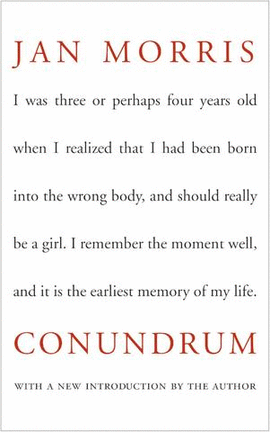 JAN MORRIS
I was three or perhaps four years old
when I realized that I had been born
into the wrong body, and should really
be a girl. I remember the moment well,
and it is the earliest memory of my life.
CONUNDRUM
WITH A NEW INTRODUCTION BY THE AUTHOR